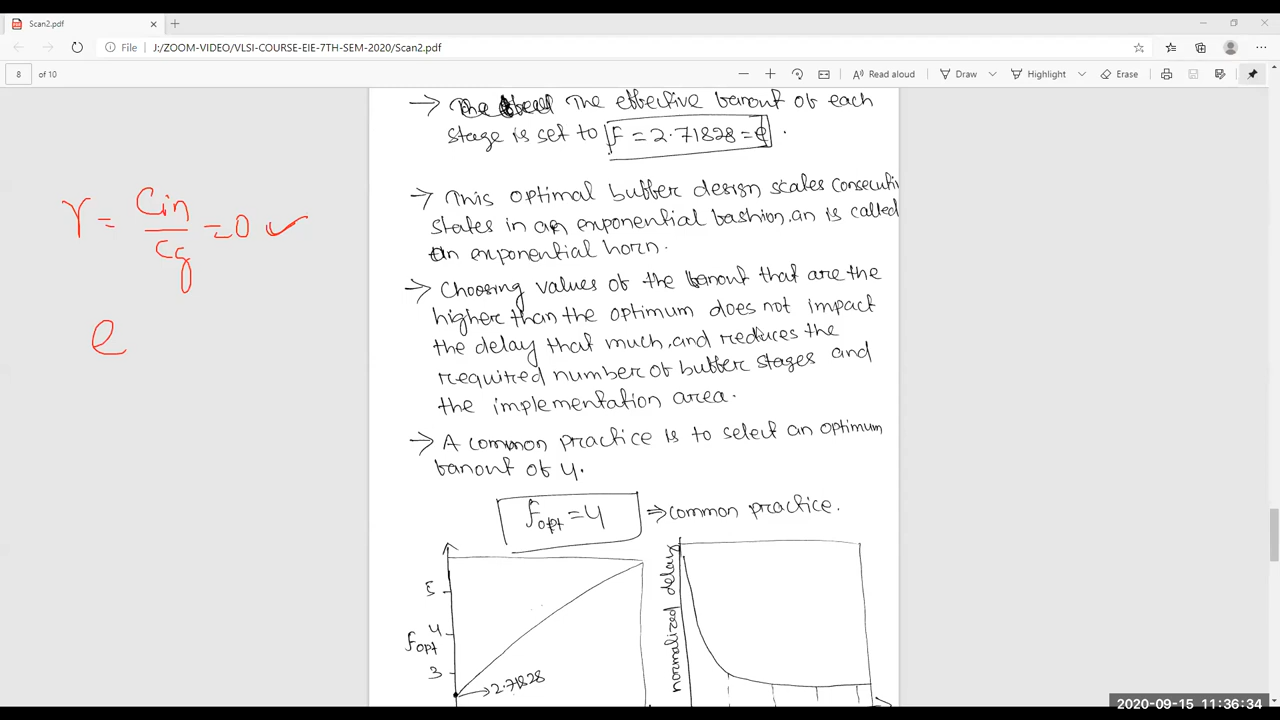 Scan2.pdf
File J:/ZOOM-VIDEO/VLSI-COURSE-EIE-7TH-SEM-2020/Scan2.pdf
8 of 10
Read aloud Draw Highlight Erase
→ The effective fanout of each
stage is set to f = 2.71828 = e .
→ This optimal buffer design scales consecuti
states in an exponential fashion, an is called
an exponential horn.
→ Choosing values of the fanout that are the
higher than the optimum does not impact
the delay that much, and reduces the
required number of buffer stages and
the implementation area.
→ A common practice is to select an optimum
fanout of 4.
fopt = 4 ⇒ common practice.
γ = Cin / Cg = 0 ✓
e
5
4
fopt
3
→ 2.71828
normalized delay
2020-09-15 11:36:34